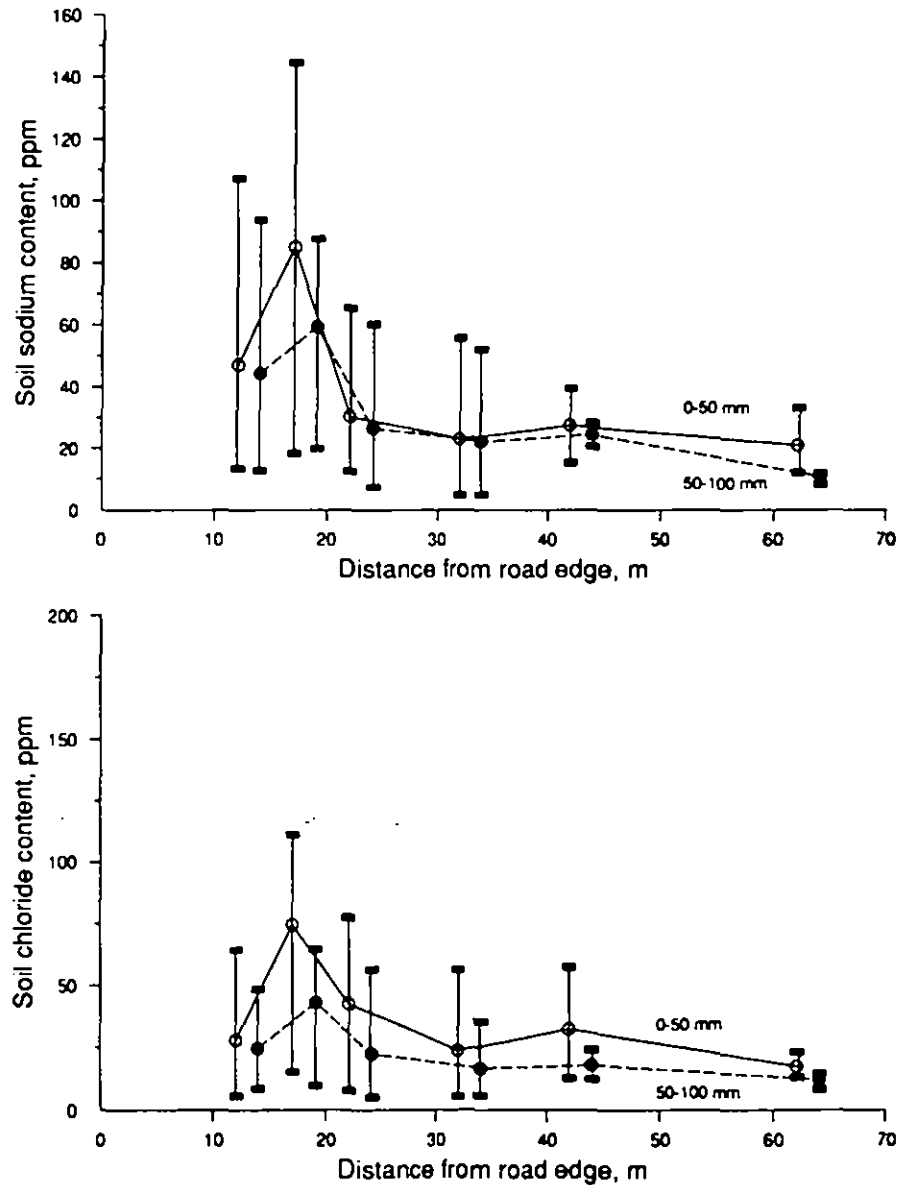 160
140
120
100
80
60
40
20
0
Soil sodium content, ppm
0-50 mm
50-100 mm
0 10 20 30 40 50 60 70
Distance from road edge, m
200
150
100
50
0
Soil chloride content, ppm
0-50 mm
50-100 mm
0 10 20 30 40 50 60 70
Distance from road edge, m